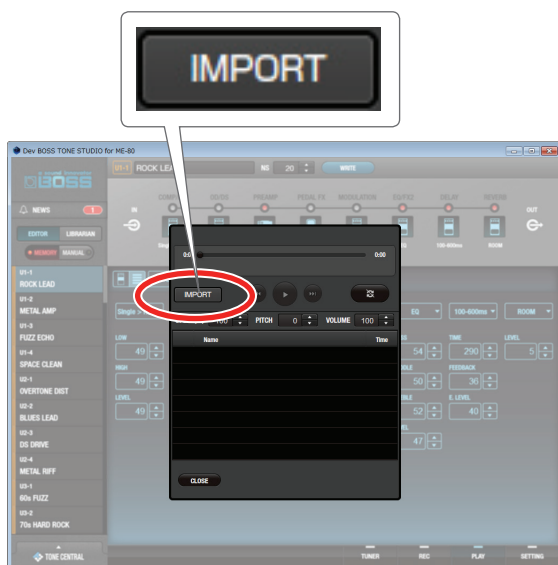 IMPORT
Dev BOSS TONE STUDIO for ME-80
BOSS
U1-1 ROCK LEA
NS 20
WRITE
NEWS 1
COMP OD/DS PREAMP PEDAL FX MODULATION EQ/FX2 DELAY REVERB
IN
OUT
EDITOR LIBRARIAN
MEMORY MANUAL
100-600ms ROOM
U1-1
ROCK LEAD
U1-2
METAL AMP
U1-3
FUZZ ECHO
U1-4
SPACE CLEAN
U2-1
OVERTONE DIST
U2-2
BLUES LEAD
U2-3
DS DRIVE
U2-4
METAL RIFF
U3-1
60s FUZZ
U3-2
70s HARD ROCK
TONE CENTRAL
0:00
IMPORT
100 PITCH 0 VOLUME 100
Name Time
CLOSE
Single
LOW
49
HIGH
49
LEVEL
49
EQ 100-600ms ROOM
TIME LEVEL
54 290 5
FEEDBACK
50 36
E. LEVEL
52 40
47
TUNER REC PLAY SETTING